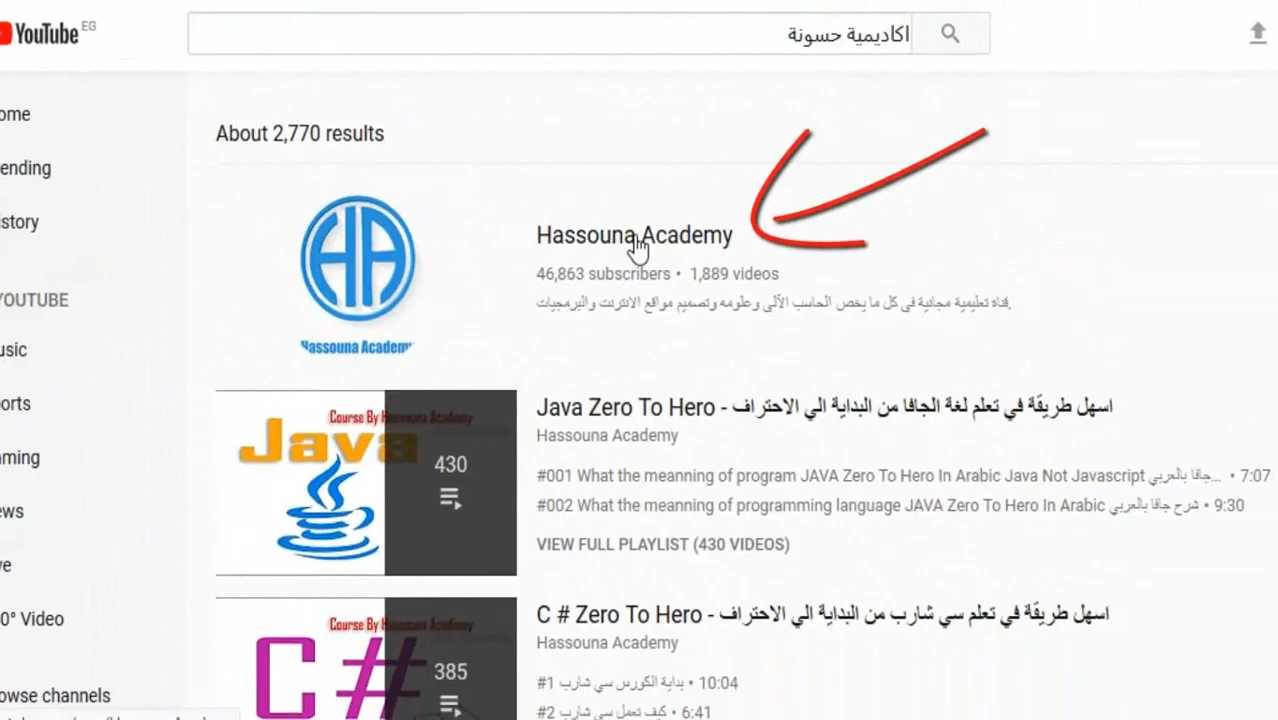 YouTube EG
اكاديمية حسونة
ome
ending
istory
YOUTUBE
usic
orts
ming
ews
ve
0° Video
owse channels
About 2,770 results
HA
Hassouna Academy
Hassouna Academy
46,863 subscribers • 1,889 videos
قناه تعليمية مجانية فى كل ما يخص الحاسب الألى وعلومه وتصميم مواقع الانترنت والبرمجيات.
Course By Hassouna Academy
Java
430
Java Zero To Hero - اسهل طريقة في تعلم لغة الجافا من البداية الي الاحتراف
Hassouna Academy
#001 What the meanning of program JAVA Zero To Hero In Arabic Java Not Javascript جافا بالعربي... • 7:07
#002 What the meanning of programming language JAVA Zero To Hero In Arabic شرح جافا بالعربي • 9:30
VIEW FULL PLAYLIST (430 VIDEOS)
Course By Hassouna Academy
C#
385
C # Zero To Hero - اسهل طريقة في تعلم سي شارب من البداية الي الاحتراف
Hassouna Academy
#1 بداية الكورس سي شارب • 10:04
#2 كيف تعمل سي شارب • 6:41